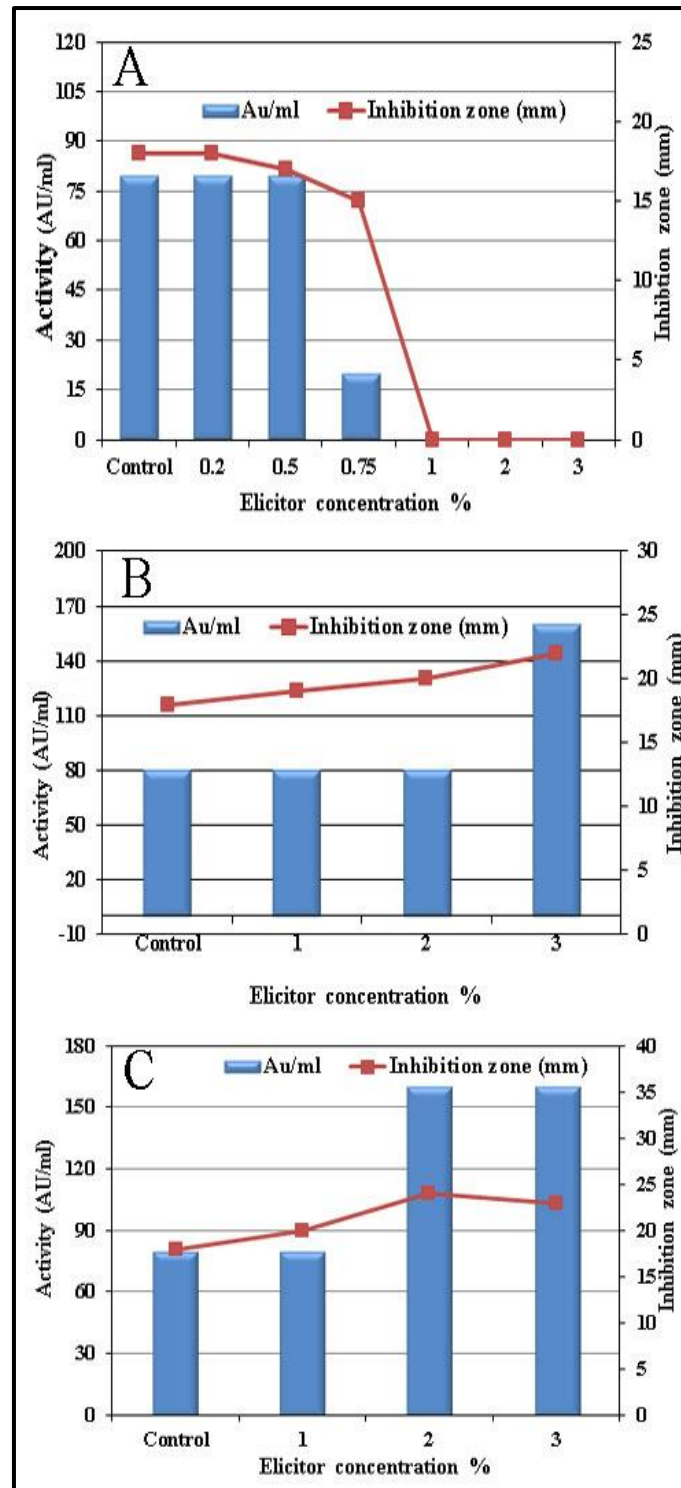 A
Au/ml Inhibition zone (mm)
Activity (AU/ml)
120
105
90
75
60
45
30
15
0
25
20
15
10
5
0
Inhibtion zone (mm)
Control 0.2 0.5 0.75 1 2 3
Elicitor concentration %
B
Au/ml Inhibition zone (mm)
Activity (AU/ml)
200
170
140
110
80
50
20
-10
30
25
20
15
10
5
0
Inhibition zone (mm)
Control 1 2 3
Elicitor concentration %
C
Au/ml Inhibition zone (mm)
Activity (AU/ml)
180
150
120
90
60
30
0
40
35
30
25
20
15
10
5
0
Inhibition zone (mm)
Control 1 2 3
Elicitor concentration %